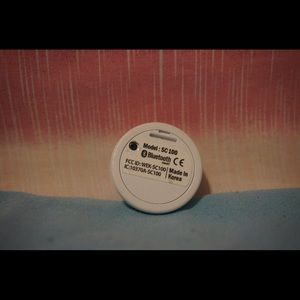 Model : SC100
Bluetooth CE
FCC ID: WEK-SC100
IC:10370A-SC100
Made In
Korea